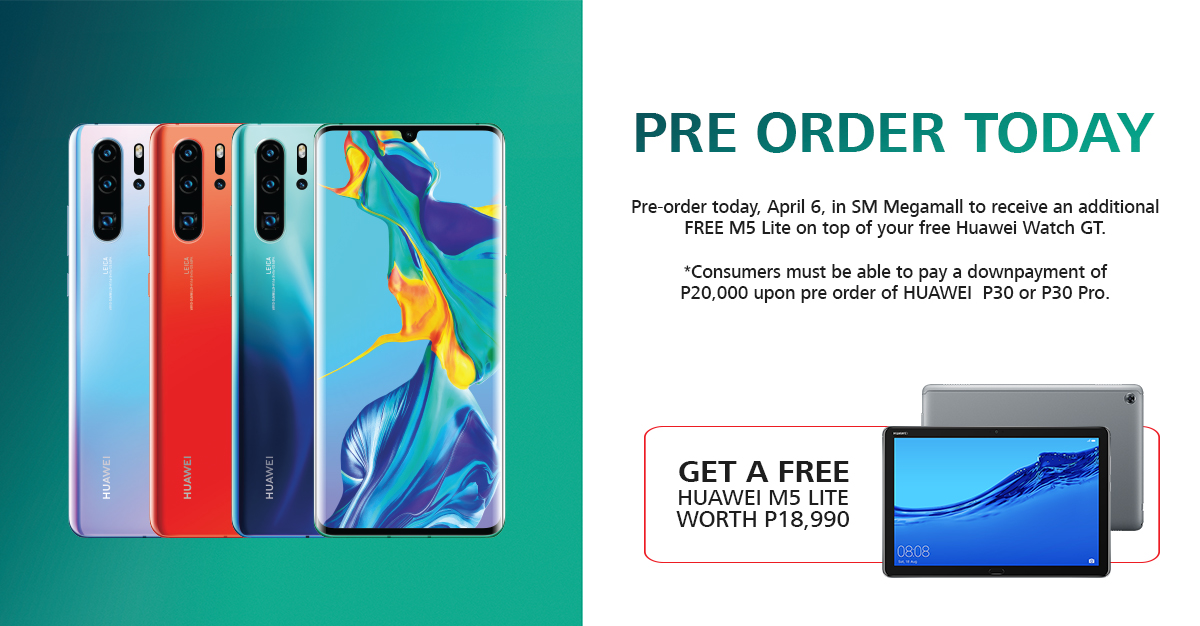 LEICA
HUAWEI
LEICA
HUAWEI
LEICA
HUAWEI
PRE ORDER TODAY
Pre-order today, April 6, in SM Megamall to receive an additional
FREE M5 Lite on top of your free Huawei Watch GT.
*Consumers must be able to pay a downpayment of
P20,000 upon pre order of HUAWEI  P30 or P30 Pro.
GET A FREE
HUAWEI M5 LITE
WORTH P18,990
HUAWEI
08:08